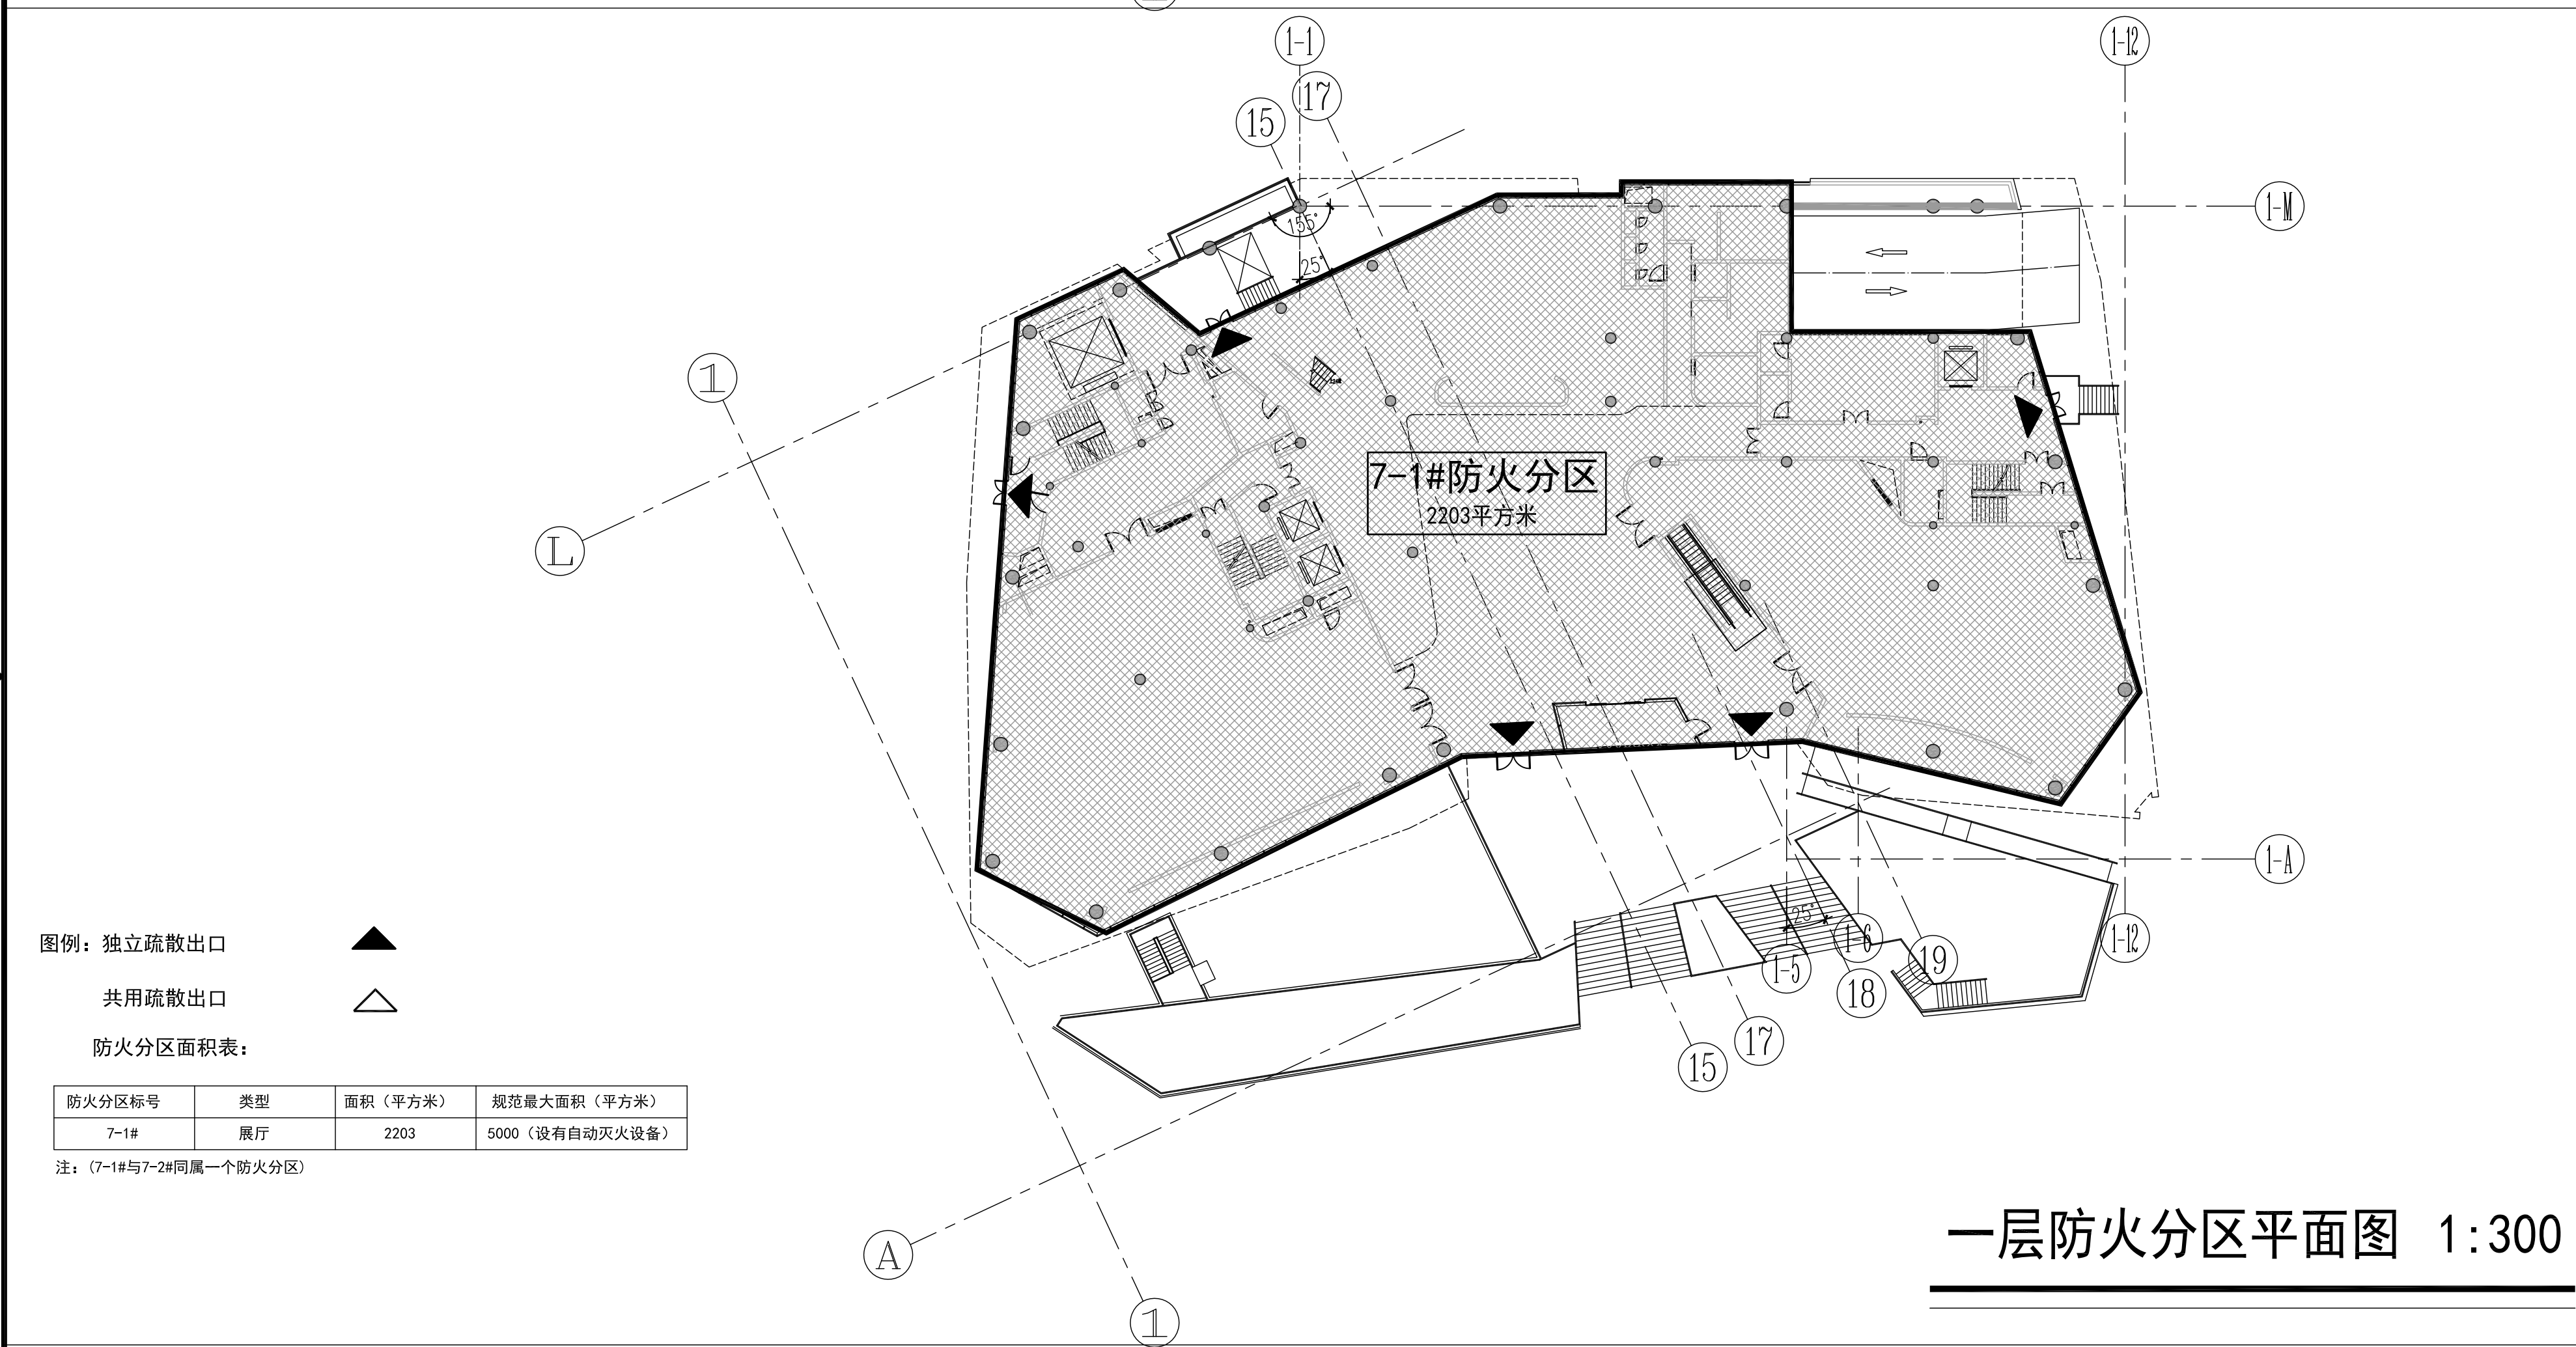 1-1
1-12
17
15
1-M
155°
25°
1
L
7-1#防火分区
2203平方米
1-A
25°
1-6
1-5
19
18
1-12
17
15
A
1
图例：独立疏散出口
共用疏散出口
防火分区面积表：
防火分区标号 类型 面积（平方米） 规范最大面积（平方米）
7-1# 展厅 2203 5000（设有自动灭火设备）
注：(7-1#与7-2#同属一个防火分区)
一层防火分区平面图 1:300